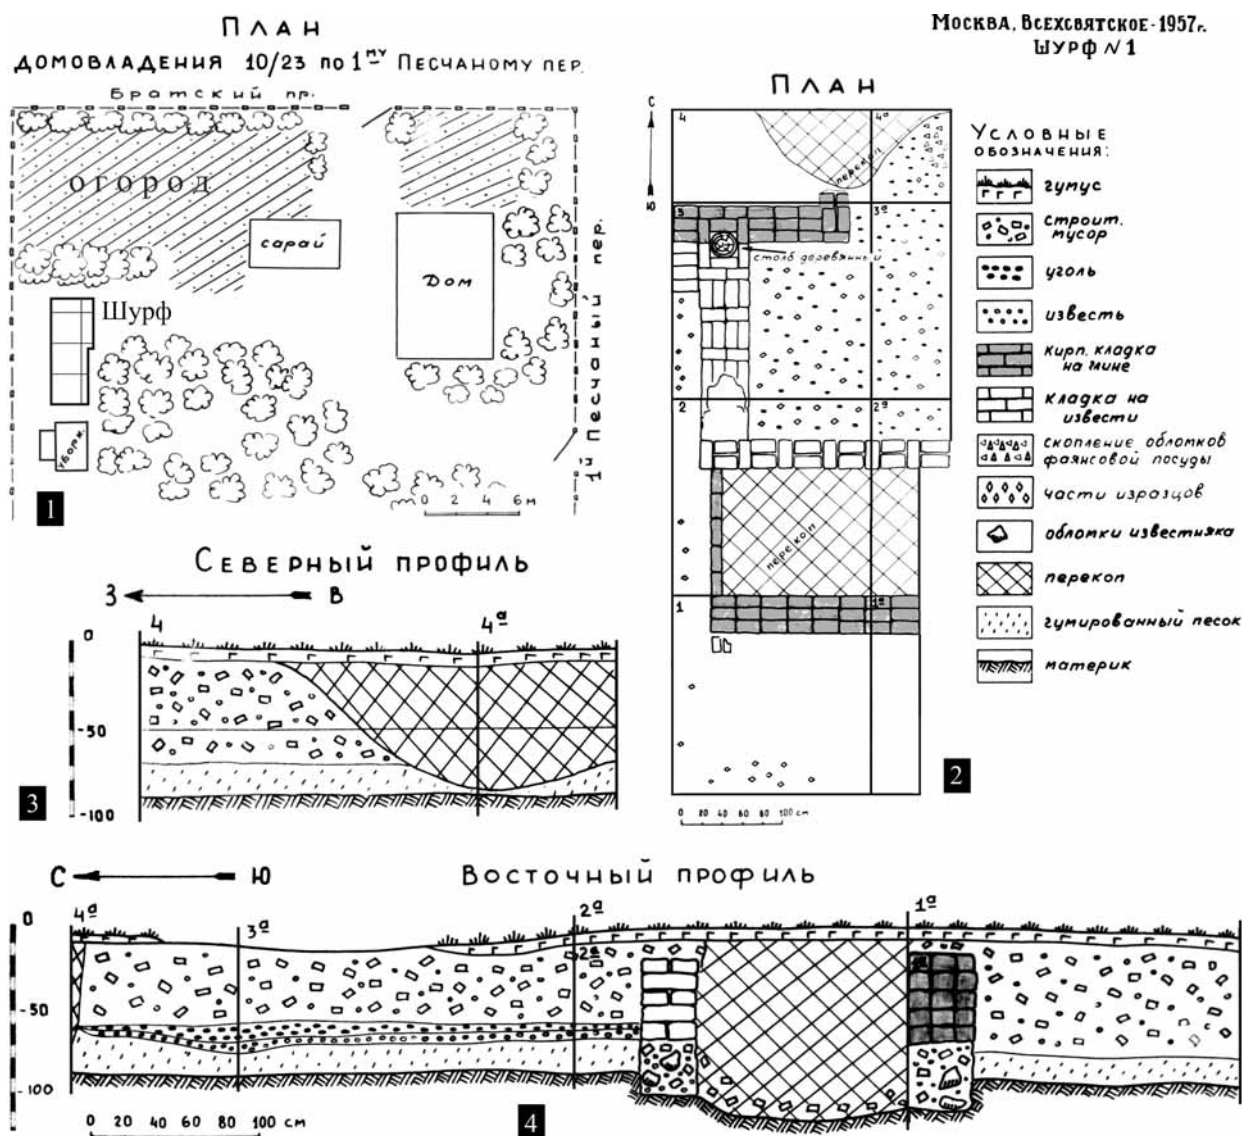 План
домовладения 10/23 по 1му Песчаному пер.
Братский пр.
огород
сарай
Дом
Шурф
уборн.
1й Песчаный пер.
0 2 4 6 м
1
Москва, Всехсвятское-1957г.
Шурф N1
План
С
Ю
4
4а
перекоп
3
3а
столб деревянный
2
2а
перекоп
1
1а
0 20 40 60 80 100 см
2
Условные
обозначения:
гумус
строит.
мусор
уголь
известь
кирп. кладка
на глине
кладка на
извести
скопление обломков
фаянсовой посуды
части изразцов
обломки известняка
перекоп
гумированный песок
материк
Северный профиль
З В
4
4а
0
-50
-100
3
Восточный профиль
С Ю
4а
3а
2а
2а
1а
0
-50
-100
0 20 40 60 80 100 см
4